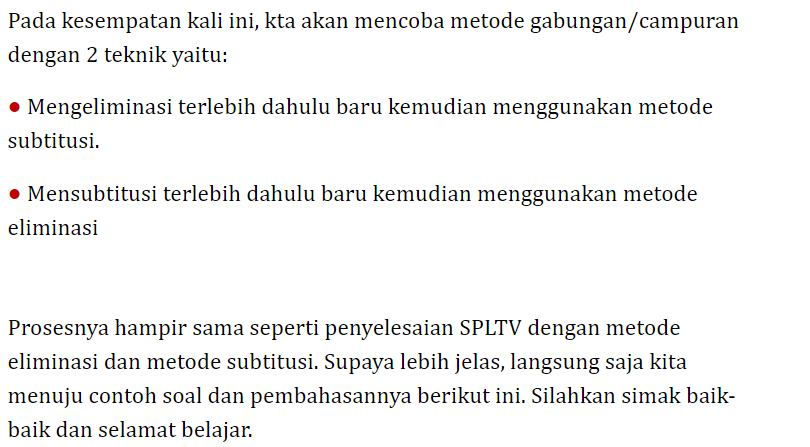 Pada kesempatan kali ini, kta akan mencoba metode gabungan/campuran
dengan 2 teknik yaitu:
● Mengeliminasi terlebih dahulu baru kemudian menggunakan metode
subtitusi.
● Mensubtitusi terlebih dahulu baru kemudian menggunakan metode
eliminasi
Prosesnya hampir sama seperti penyelesaian SPLTV dengan metode
eliminasi dan metode subtitusi. Supaya lebih jelas, langsung saja kita
menuju contoh soal dan pembahasannya berikut ini. Silahkan simak baik-
baik dan selamat belajar.